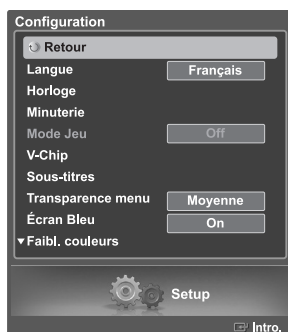 Configuration
Retour
Langue Français
Horloge
Minuterie
Mode Jeu Off
V-Chip
Sous-titres
Transparence menu Moyenne
Écran Bleu On
▼Faibl. couleurs
Setup
Intro.